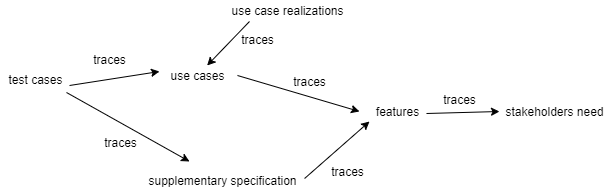 use case realizations
traces
traces
test cases
use cases
traces
traces
features
stakeholders need
traces
traces
supplementary specification